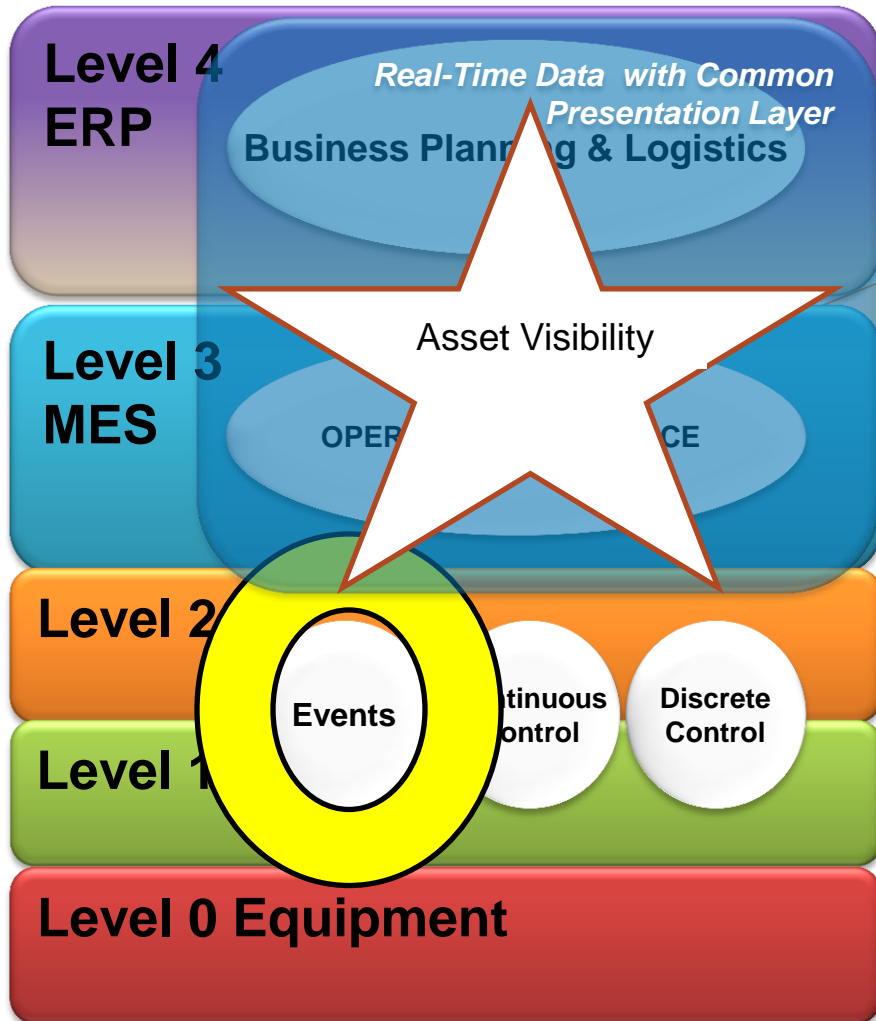 Level 4
ERP
Real-Time Data with Common
Presentation Layer
Business Planning & Logistics
Asset Visibility
Level 3
MES
OPER CE
Level 2
Events
tinuous
ontrol
Discrete
Control
Level 1
Level 0 Equipment